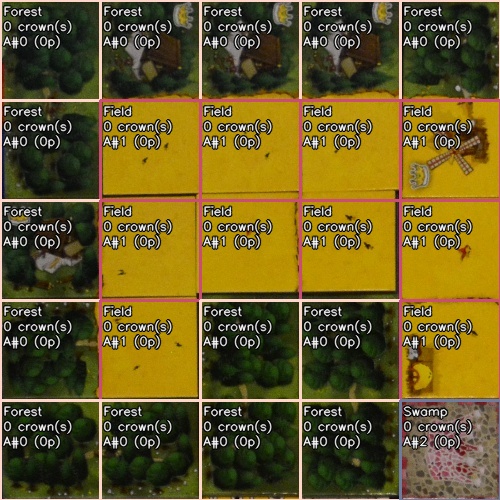 Forest
0 crown(s)
A#0 (0p)
Forest
0 crown(s)
A#0 (0p)
Forest
0 crown(s)
A#0 (0p)
Forest
0 crown(s)
A#0 (0p)
Forest
0 crown(s)
A#0 (0p)
Forest
0 crown(s)
A#0 (0p)
Field
0 crown(s)
A#1 (0p)
Field
0 crown(s)
A#1 (0p)
Field
0 crown(s)
A#1 (0p)
Field
0 crown(s)
A#1 (0p)
Forest
0 crown(s)
A#0 (0p)
Field
0 crown(s)
A#1 (0p)
Field
0 crown(s)
A#1 (0p)
Field
0 crown(s)
A#1 (0p)
Field
0 crown(s)
A#1 (0p)
Forest
0 crown(s)
A#0 (0p)
Field
0 crown(s)
A#1 (0p)
Forest
0 crown(s)
A#0 (0p)
Forest
0 crown(s)
A#0 (0p)
Field
0 crown(s)
A#1 (0p)
Forest
0 crown(s)
A#0 (0p)
Forest
0 crown(s)
A#0 (0p)
Forest
0 crown(s)
A#0 (0p)
Forest
0 crown(s)
A#0 (0p)
Swamp
0 crown(s)
A#2 (0p)